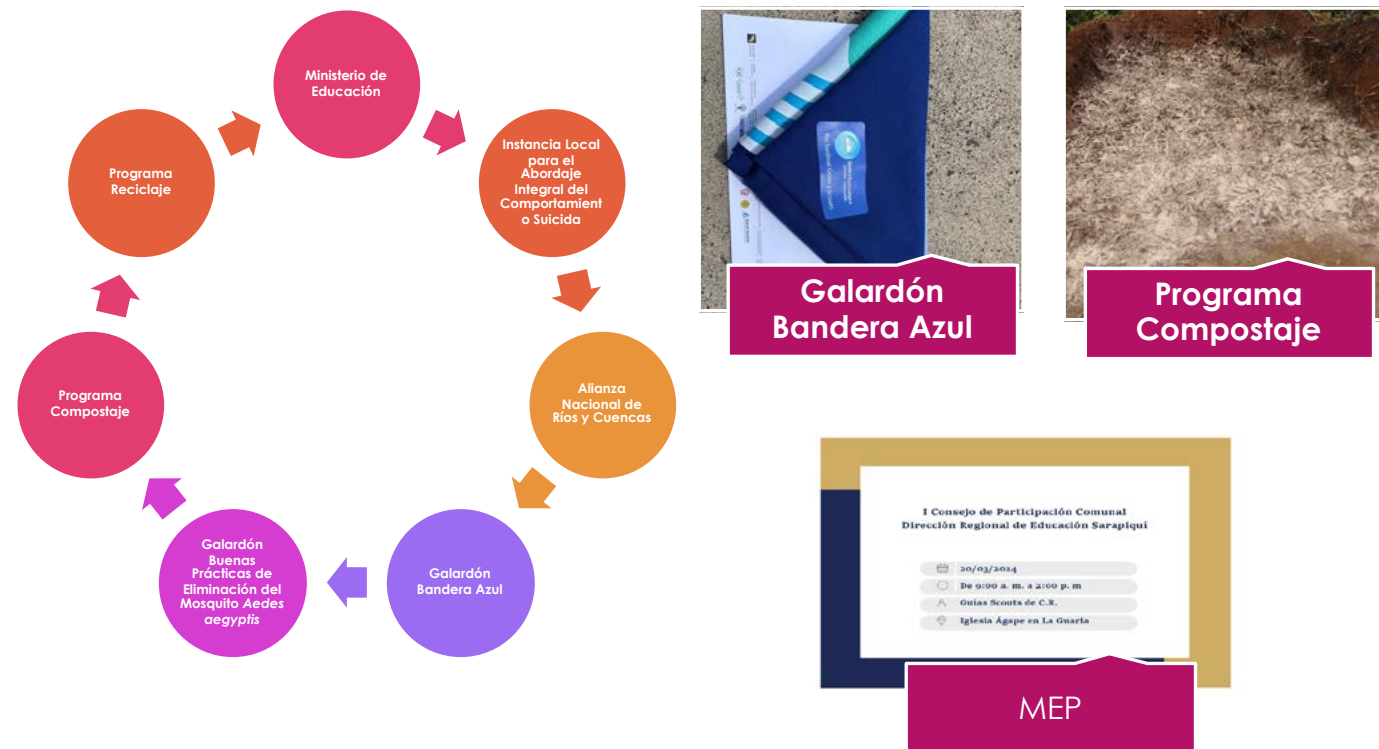 Ministerio de
Educación
Instancia Local
para el
Abordaje
Integral del
Comportamient
o Suicida
Alianza
Nacional de
Ríos y Cuencas
Galardón
Bandera Azul
Galardón
Buenas
Prácticas de
Eliminación del
Mosquito Aedes
aegyptis
Programa
Compostaje
Programa
Reciclaje
Galardón
Bandera Azul
Programa
Compostaje
I Consejo de Participación Comunal
Dirección Regional de Educación Sarapiquí
20/03/2024
De 9:00 a. m. a 2:00 p. m
Guías Scouts de C.R.
Iglesia Ágape en La Guaria
MEP